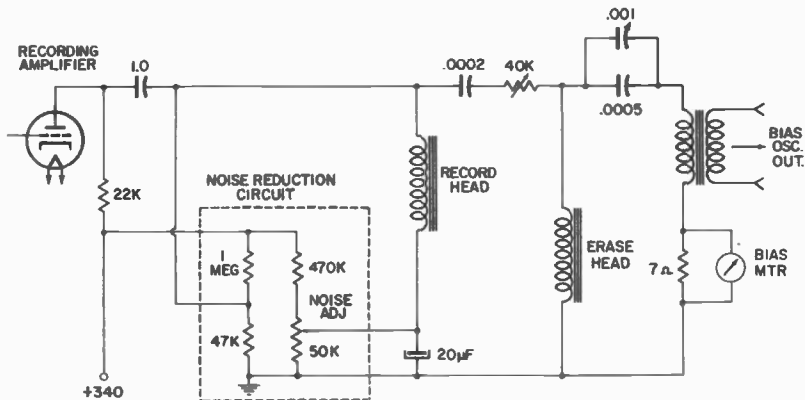 RECORDING
AMPLIFIER
1.0
.0002
40K
.001
.0005
BIAS
OSC.
OUT.
22K
NOISE REDUCTION
CIRCUIT
RECORD
HEAD
1
MEG
470K
NOISE
ADJ
47K
50K
ERASE
HEAD
7Ω
BIAS
MTR
20µF
+340